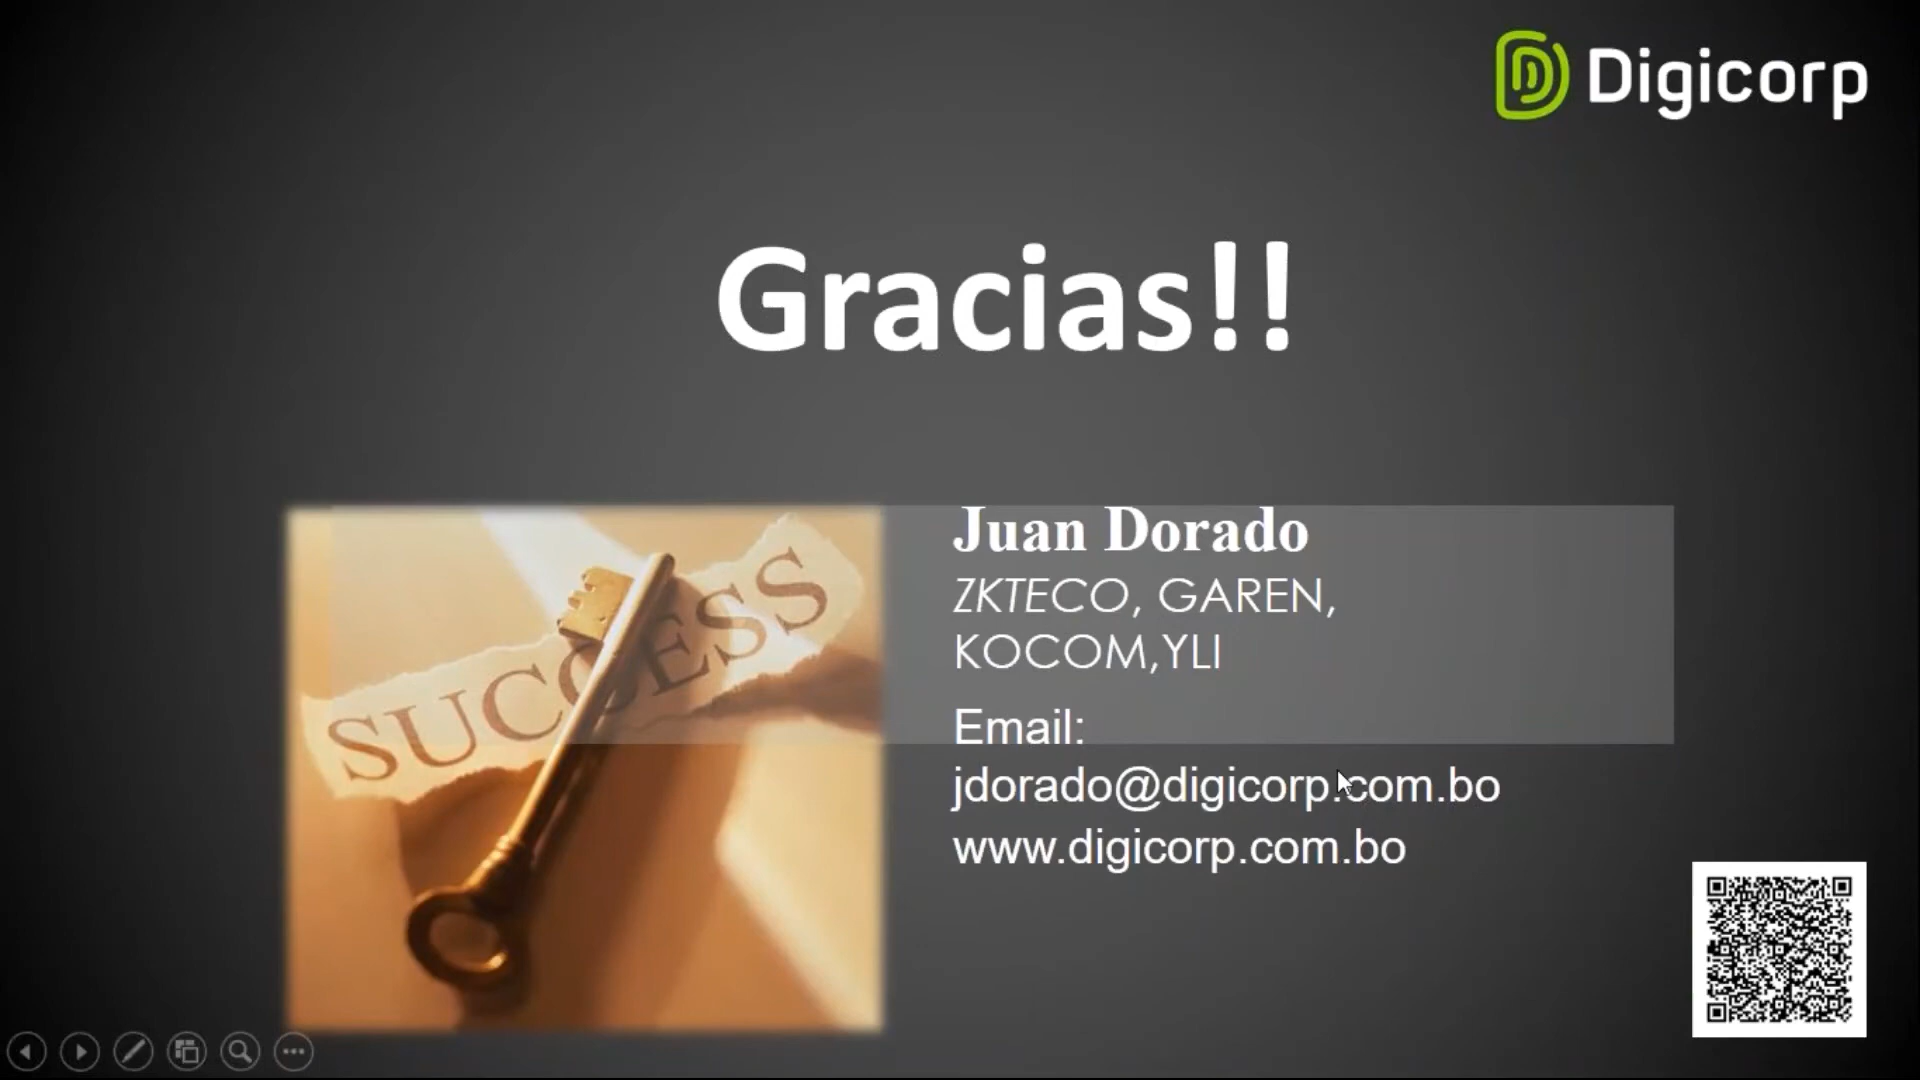 Digicorp
Gracias!!
SUCCESS
Juan Dorado
ZKTECO, GAREN,
KOCOM,YLI
Email:
jdorado@digicorp.com.bo
www.digicorp.com.bo